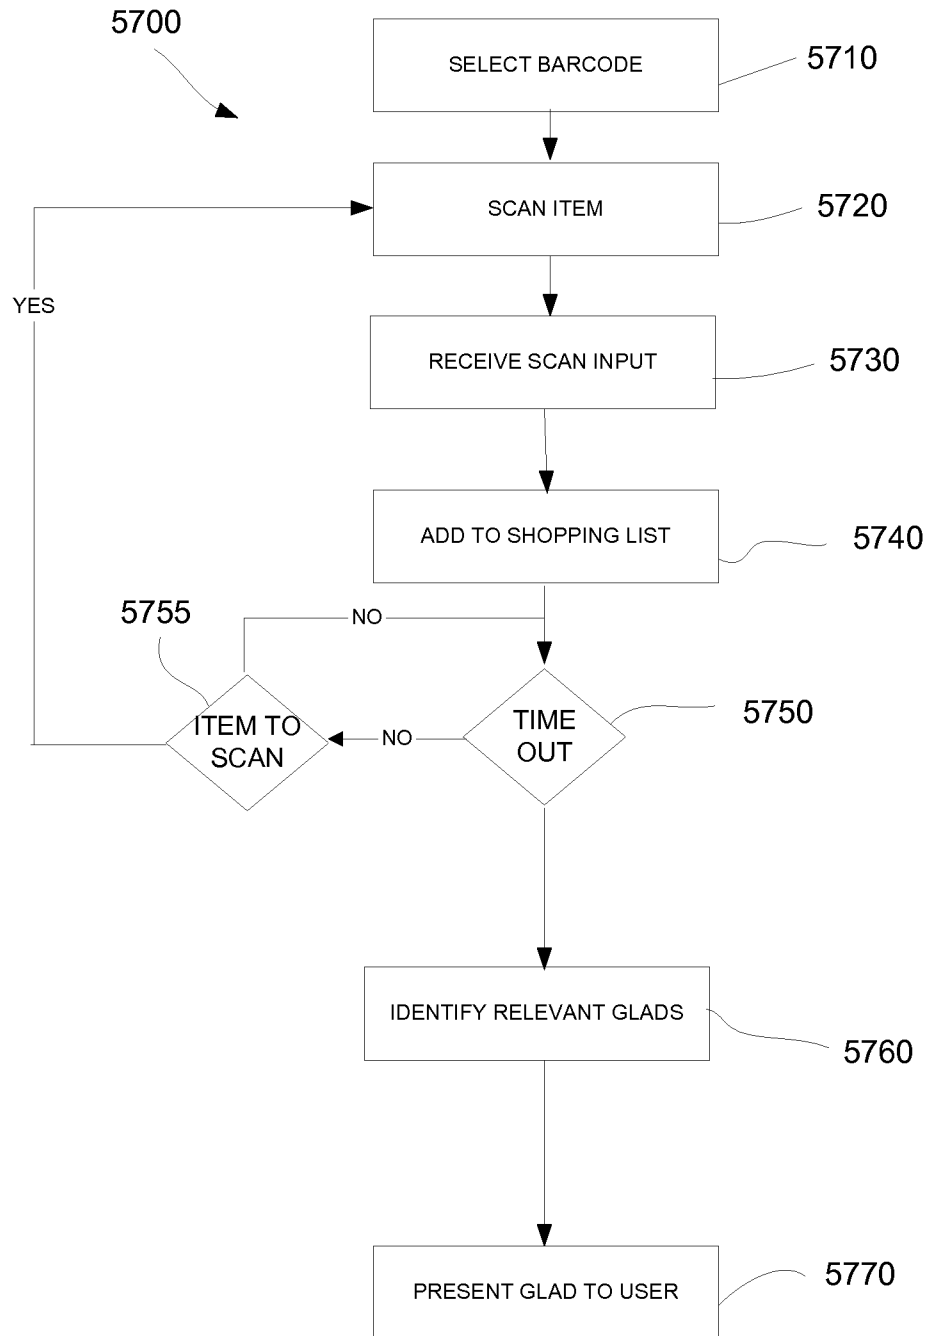 5700
SELECT BARCODE
5710
SCAN ITEM
5720
YES
RECEIVE SCAN INPUT
5730
ADD TO SHOPPING LIST
5740
5755
NO
ITEM TO
SCAN
NO
TIME
OUT
5750
IDENTIFY RELEVANT GLADS
5760
PRESENT GLAD TO USER
5770